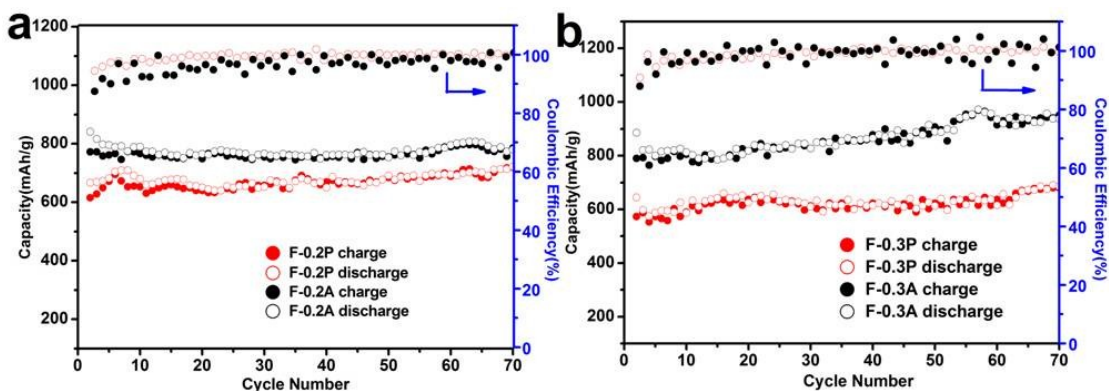 a
1200
1000
800
600
400
200
Capacity(mAh/g)
0 10 20 30 40 50 60 70
Cycle Number
100
80
60
40
20
0
Coulombic Efficiency(%)
F-0.2P charge
F-0.2P discharge
F-0.2A charge
F-0.2A discharge
b
1200
1000
800
600
400
200
Capacity(mAh/g)
0 10 20 30 40 50 60 70
Cycle Number
100
80
60
40
20
0
Coulombic Efficiency(%)
F-0.3P charge
F-0.3P discharge
F-0.3A charge
F-0.3A discharge